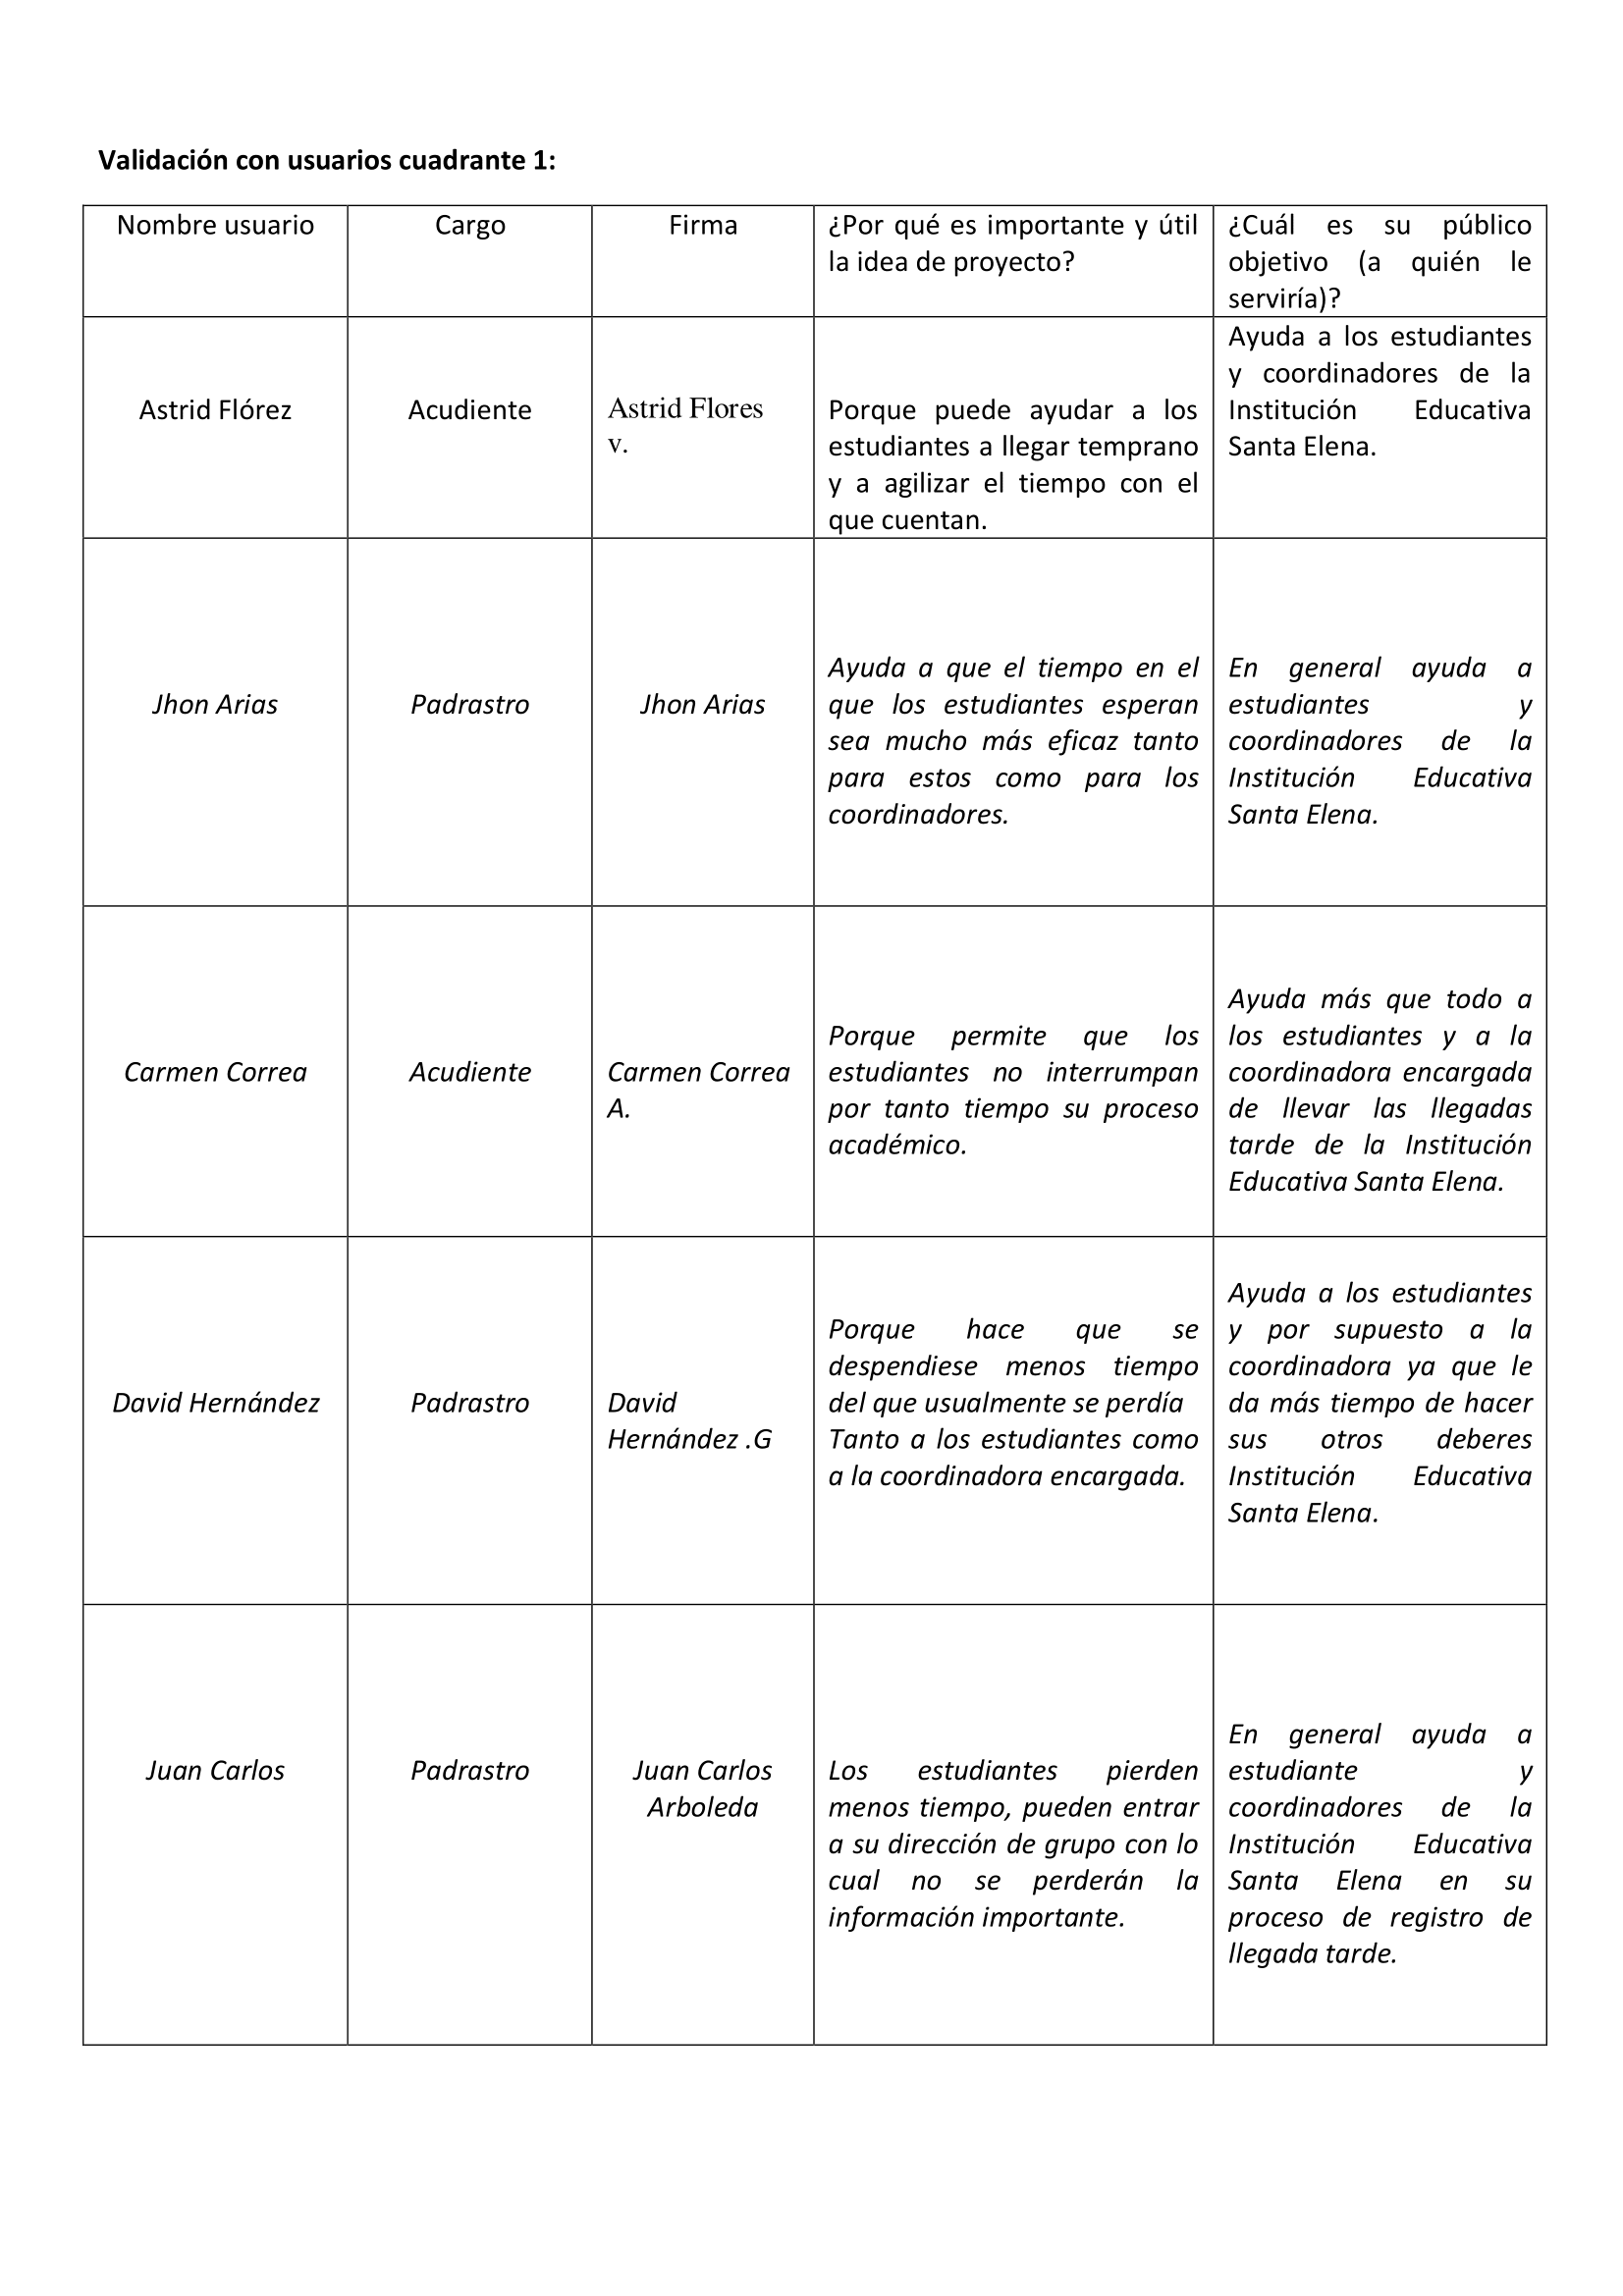 Validación con usuarios cuadrante 1:
Nombre usuario
Cargo
Firma
¿Por qué es importante y útil
la idea de proyecto?
¿Cuál es su público
objetivo (a quién le
serviría)?
Astrid Flórez
Acudiente
Astrid Flores
v.
Porque puede ayudar a los
estudiantes a llegar temprano
y a agilizar el tiempo con el
que cuentan.
Ayuda a los estudiantes
y coordinadores de la
Institución Educativa
Santa Elena.
Jhon Arias
Padrastro
Jhon Arias
Ayuda a que el tiempo en el
que los estudiantes esperan
sea mucho más eficaz tanto
para estos como para los
coordinadores.
En general ayuda a
estudiantes y
coordinadores de la
Institución Educativa
Santa Elena.
Carmen Correa
Acudiente
Carmen Correa
A.
Porque permite que los
estudiantes no interrumpan
por tanto tiempo su proceso
académico.
Ayuda más que todo a
los estudiantes y a la
coordinadora encargada
de llevar las llegadas
tarde de la Institución
Educativa Santa Elena.
David Hernández
Padrastro
David
Hernández .G
Porque hace que se
despendiese menos tiempo
del que usualmente se perdía
Tanto a los estudiantes como
a la coordinadora encargada.
Ayuda a los estudiantes
y por supuesto a la
coordinadora ya que le
da más tiempo de hacer
sus otros deberes
Institución Educativa
Santa Elena.
Juan Carlos
Padrastro
Juan Carlos
Arboleda
Los estudiantes pierden
menos tiempo, pueden entrar
a su dirección de grupo con lo
cual no se perderán la
información importante.
En general ayuda a
estudiante y
coordinadores de la
Institución Educativa
Santa Elena en su
proceso de registro de
llegada tarde.